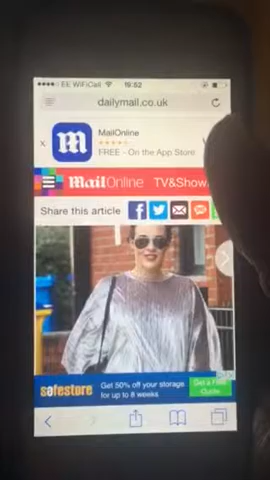 EE WiFiCall 19:52
dailymail.co.uk
x
m
MailOnline
FREE - On the App Store
MailOnline TV&Show
Share this article
f
safestore
Get 50% off your storage
for up to 8 weeks
Get a Free
Quote